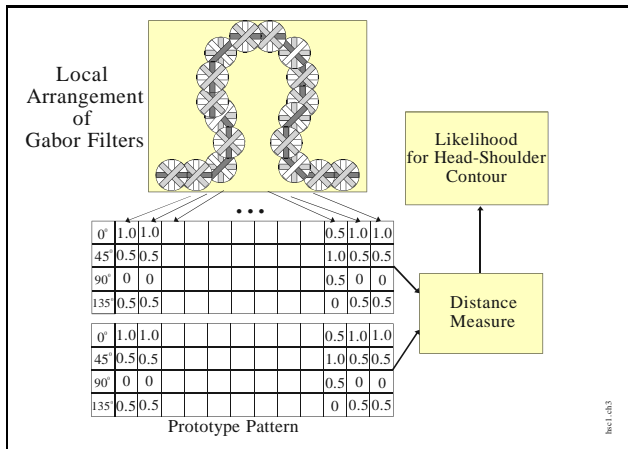 Local
Arrangement
of
Gabor Filters
Likelihood
for Head-Shoulder
Contour
...
0° 1.0 1.0 0.5 1.0 1.0
45° 0.5 0.5 1.0 0.5 0.5
90° 0 0 0.5 0 0
135° 0.5 0.5 0 0.5 0.5
Distance
Measure
0° 1.0 1.0 0.5 1.0 1.0
45° 0.5 0.5 1.0 0.5 0.5
90° 0 0 0.5 0 0
135° 0.5 0.5 0 0.5 0.5
Prototype Pattern
hsc1.ch3